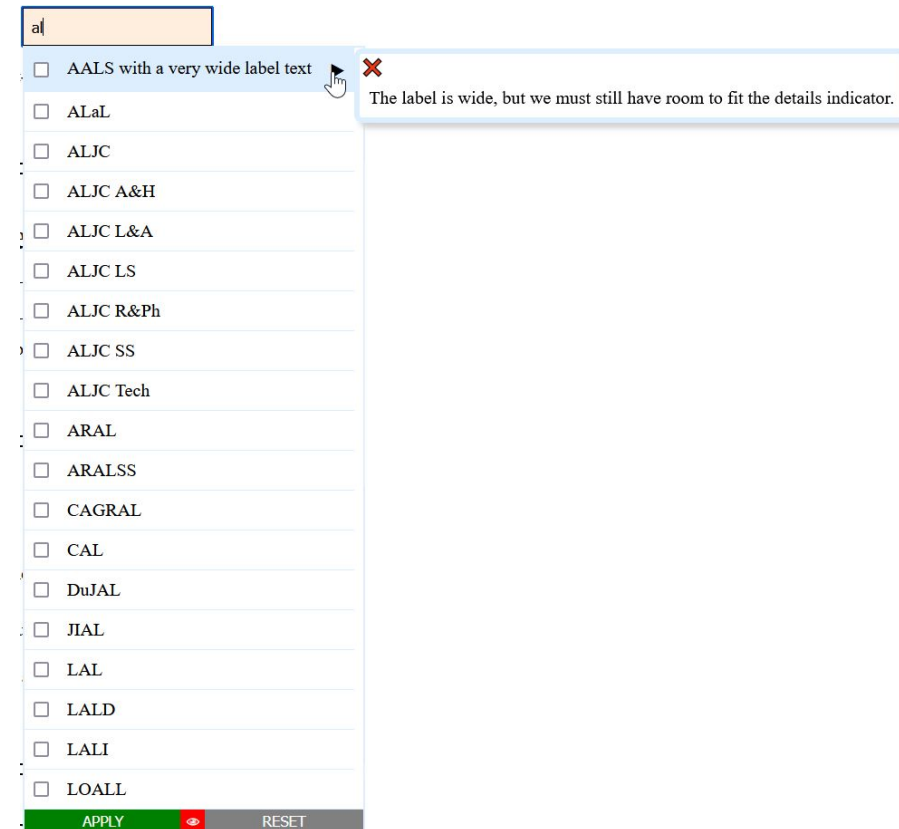 al
AALS with a very wide label text
The label is wide, but we must still have room to fit the details indicator.
ALaL
ALJC
ALJC A&H
ALJC L&A
ALJC LS
ALJC R&Ph
ALJC SS
ALJC Tech
ARAL
ARALSS
CAGRAL
CAL
DuJAL
JIAL
LAL
LALD
LALI
LOALL
APPLY RESET